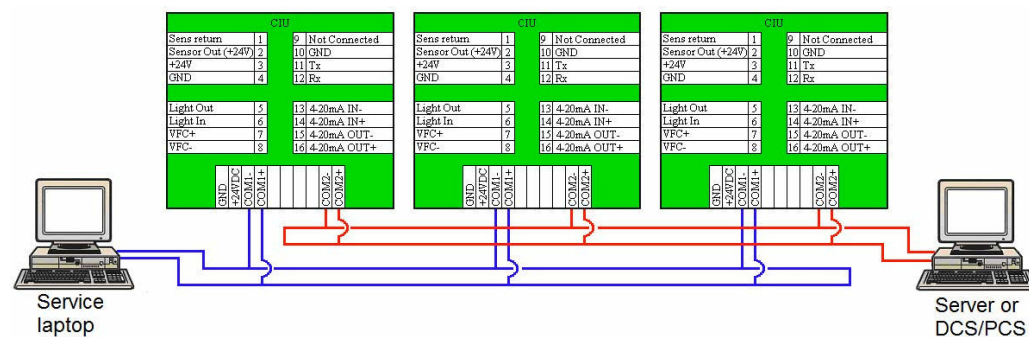 CIU
Sens return 1 9 Not Connected
Sensor Out (+24V) 2 10 GND
+24V 3 11 Tx
GND 4 12 Rx
Light Out 5 13 4-20mA IN-
Light In 6 14 4-20mA IN+
VFC+ 7 15 4-20mA OUT-
VFC- 8 16 4-20mA OUT+
GND
+24VDC
COM1-
COM1+
COM2-
COM2+
CIU
Sens return 1 9 Not Connected
Sensor Out (+24V) 2 10 GND
+24V 3 11 Tx
GND 4 12 Rx
Light Out 5 13 4-20mA IN-
Light In 6 14 4-20mA IN+
VFC+ 7 15 4-20mA OUT-
VFC- 8 16 4-20mA OUT+
GND
+24VDC
COM1-
COM1+
COM2-
COM2+
CIU
Sens return 1 9 Not Connected
Sensor Out (+24V) 2 10 GND
+24V 3 11 Tx
GND 4 12 Rx
Light Out 5 13 4-20mA IN-
Light In 6 14 4-20mA IN+
VFC+ 7 15 4-20mA OUT-
VFC- 8 16 4-20mA OUT+
GND
+24VDC
COM1-
COM1+
COM2-
COM2+
Service
laptop
Server or
DCS/PCS